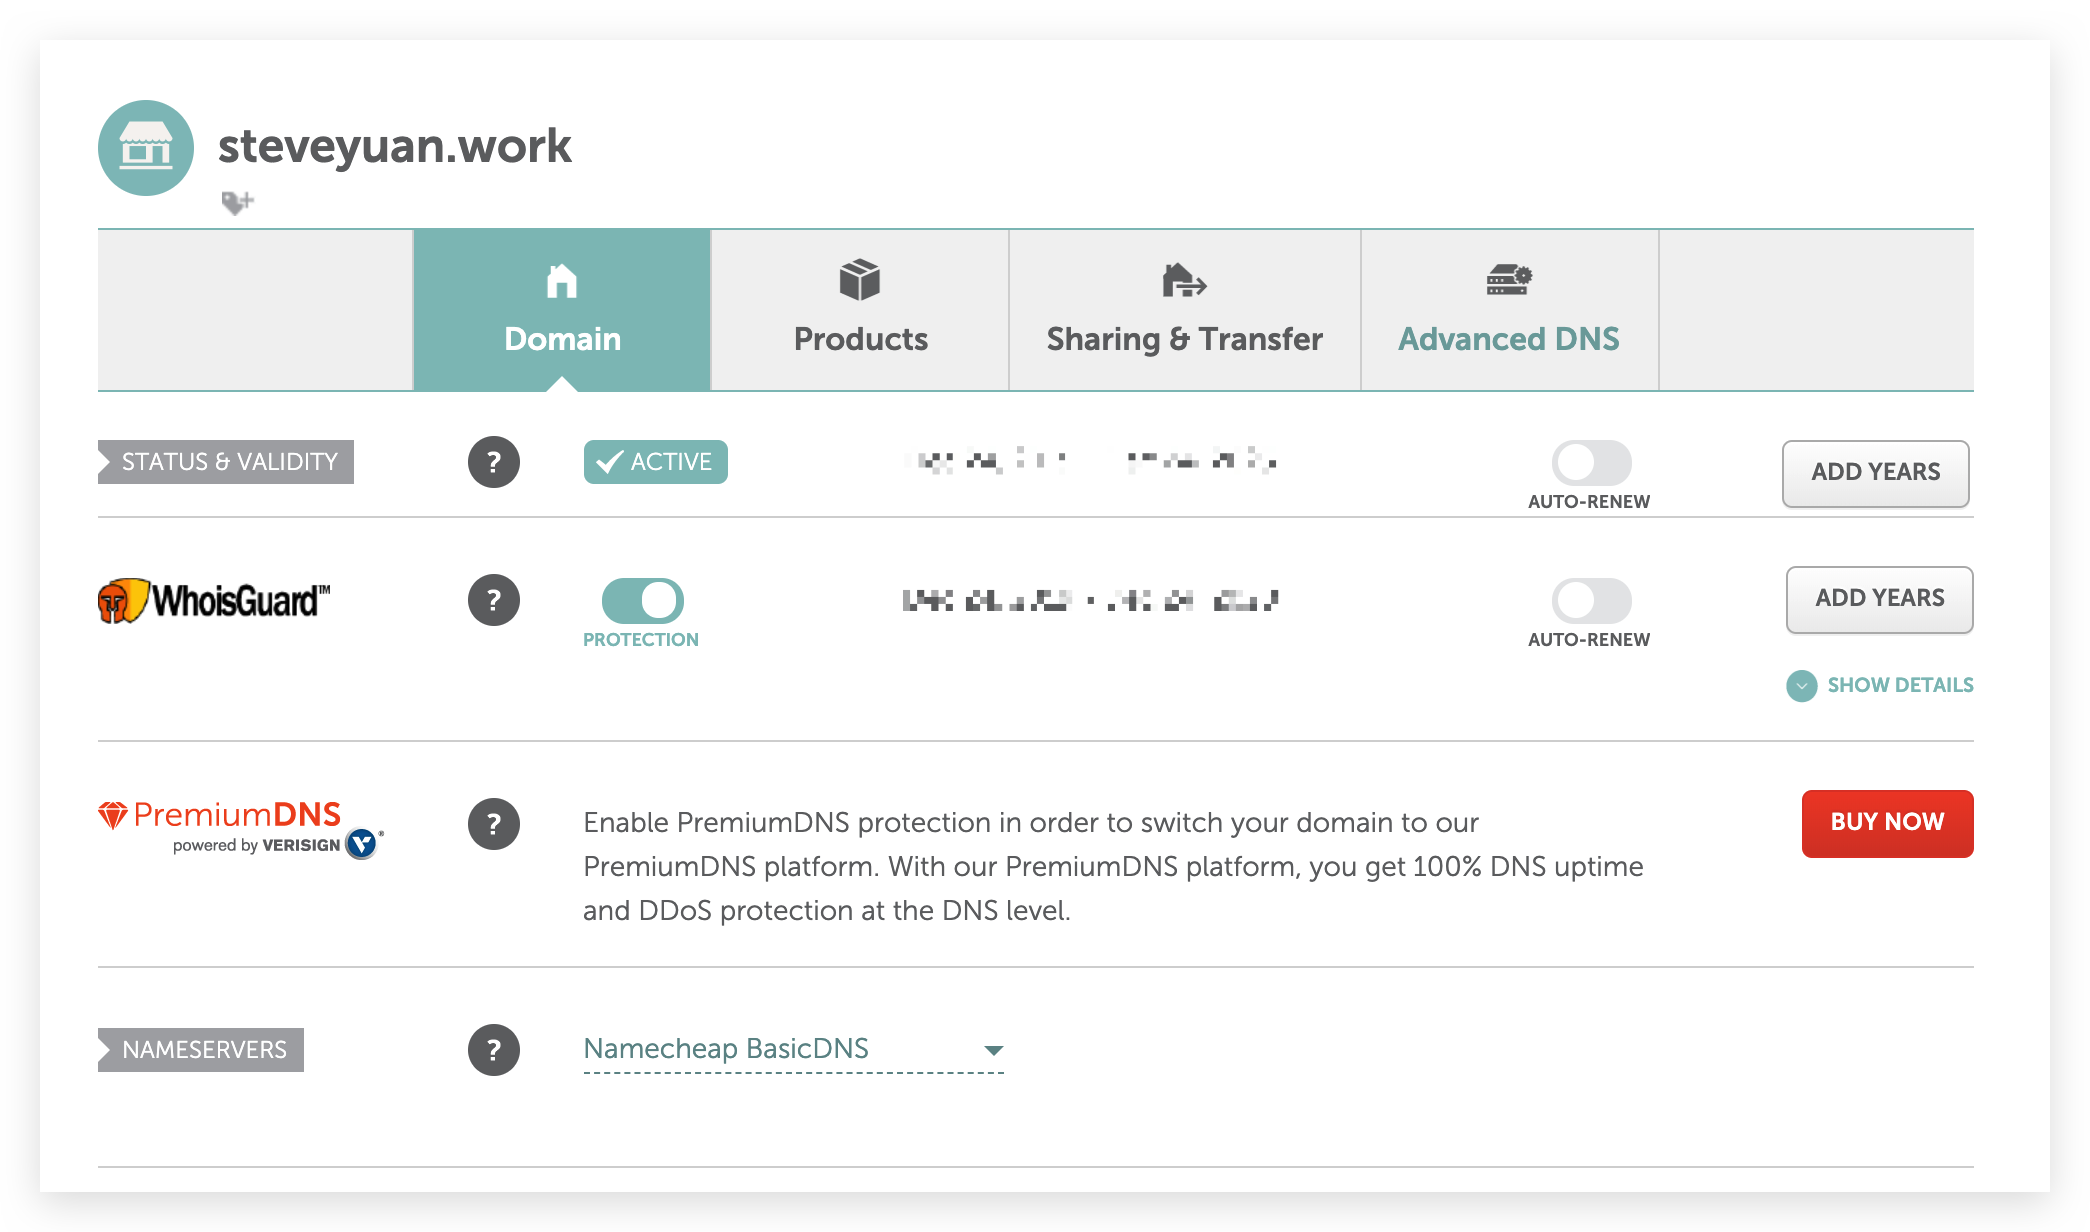 steveyuan.work
Domain
Products
Sharing & Transfer
Advanced DNS
STATUS & VALIDITY
?
ACTIVE
AUTO-RENEW
ADD YEARS
WhoisGuard™
?
PROTECTION
AUTO-RENEW
ADD YEARS
SHOW DETAILS
PremiumDNS
powered by VERISIGN®
?
Enable PremiumDNS protection in order to switch your domain to our
PremiumDNS platform. With our PremiumDNS platform, you get 100% DNS uptime
and DDoS protection at the DNS level.
BUY NOW
NAMESERVERS
?
Namecheap BasicDNS